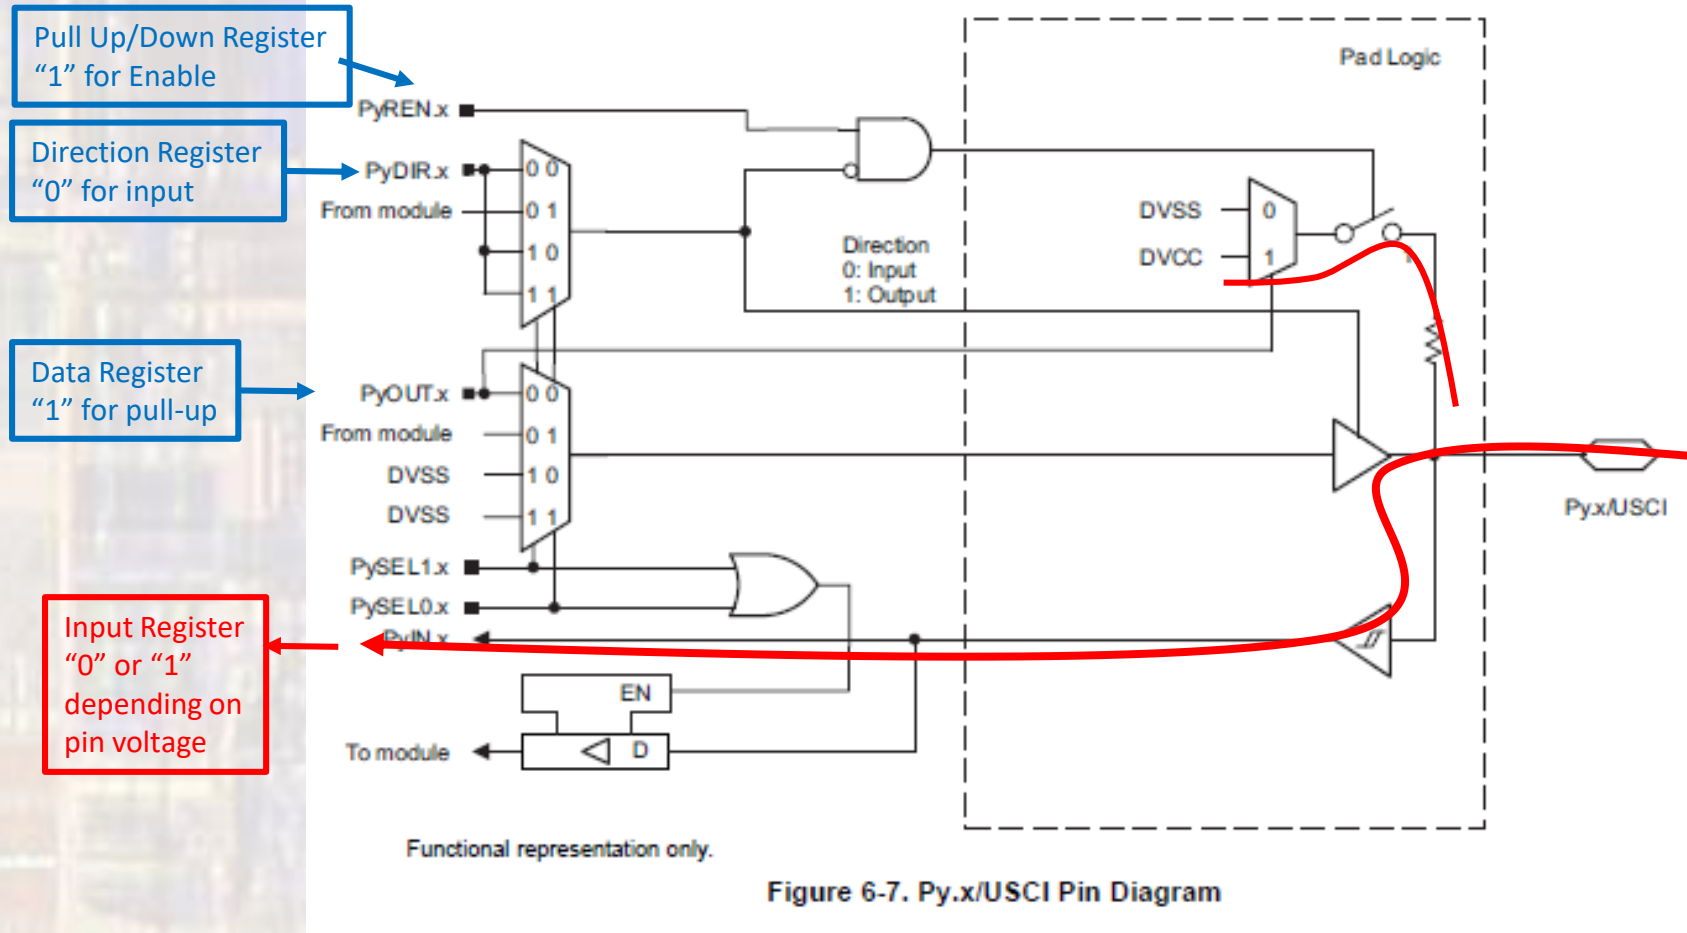 Pull Up/Down Register
“1” for Enable
Pad Logic
PyREN.x
Direction Register
“0” for input
PyDIR.x
0 0
From module
0 1
1 0
1 1
Direction
0: Input
1: Output
DVSS
0
DVCC
1
Data Register
“1” for pull-up
PyOUT.x
0 0
From module
0 1
DVSS
1 0
DVSS
1 1
Py.x/USCI
PySEL1.x
PySEL0.x
PyIN.x
Input Register
“0” or “1”
depending on
pin voltage
EN
To module
D
Functional representation only.
Figure 6-7. Py.x/USCI Pin Diagram